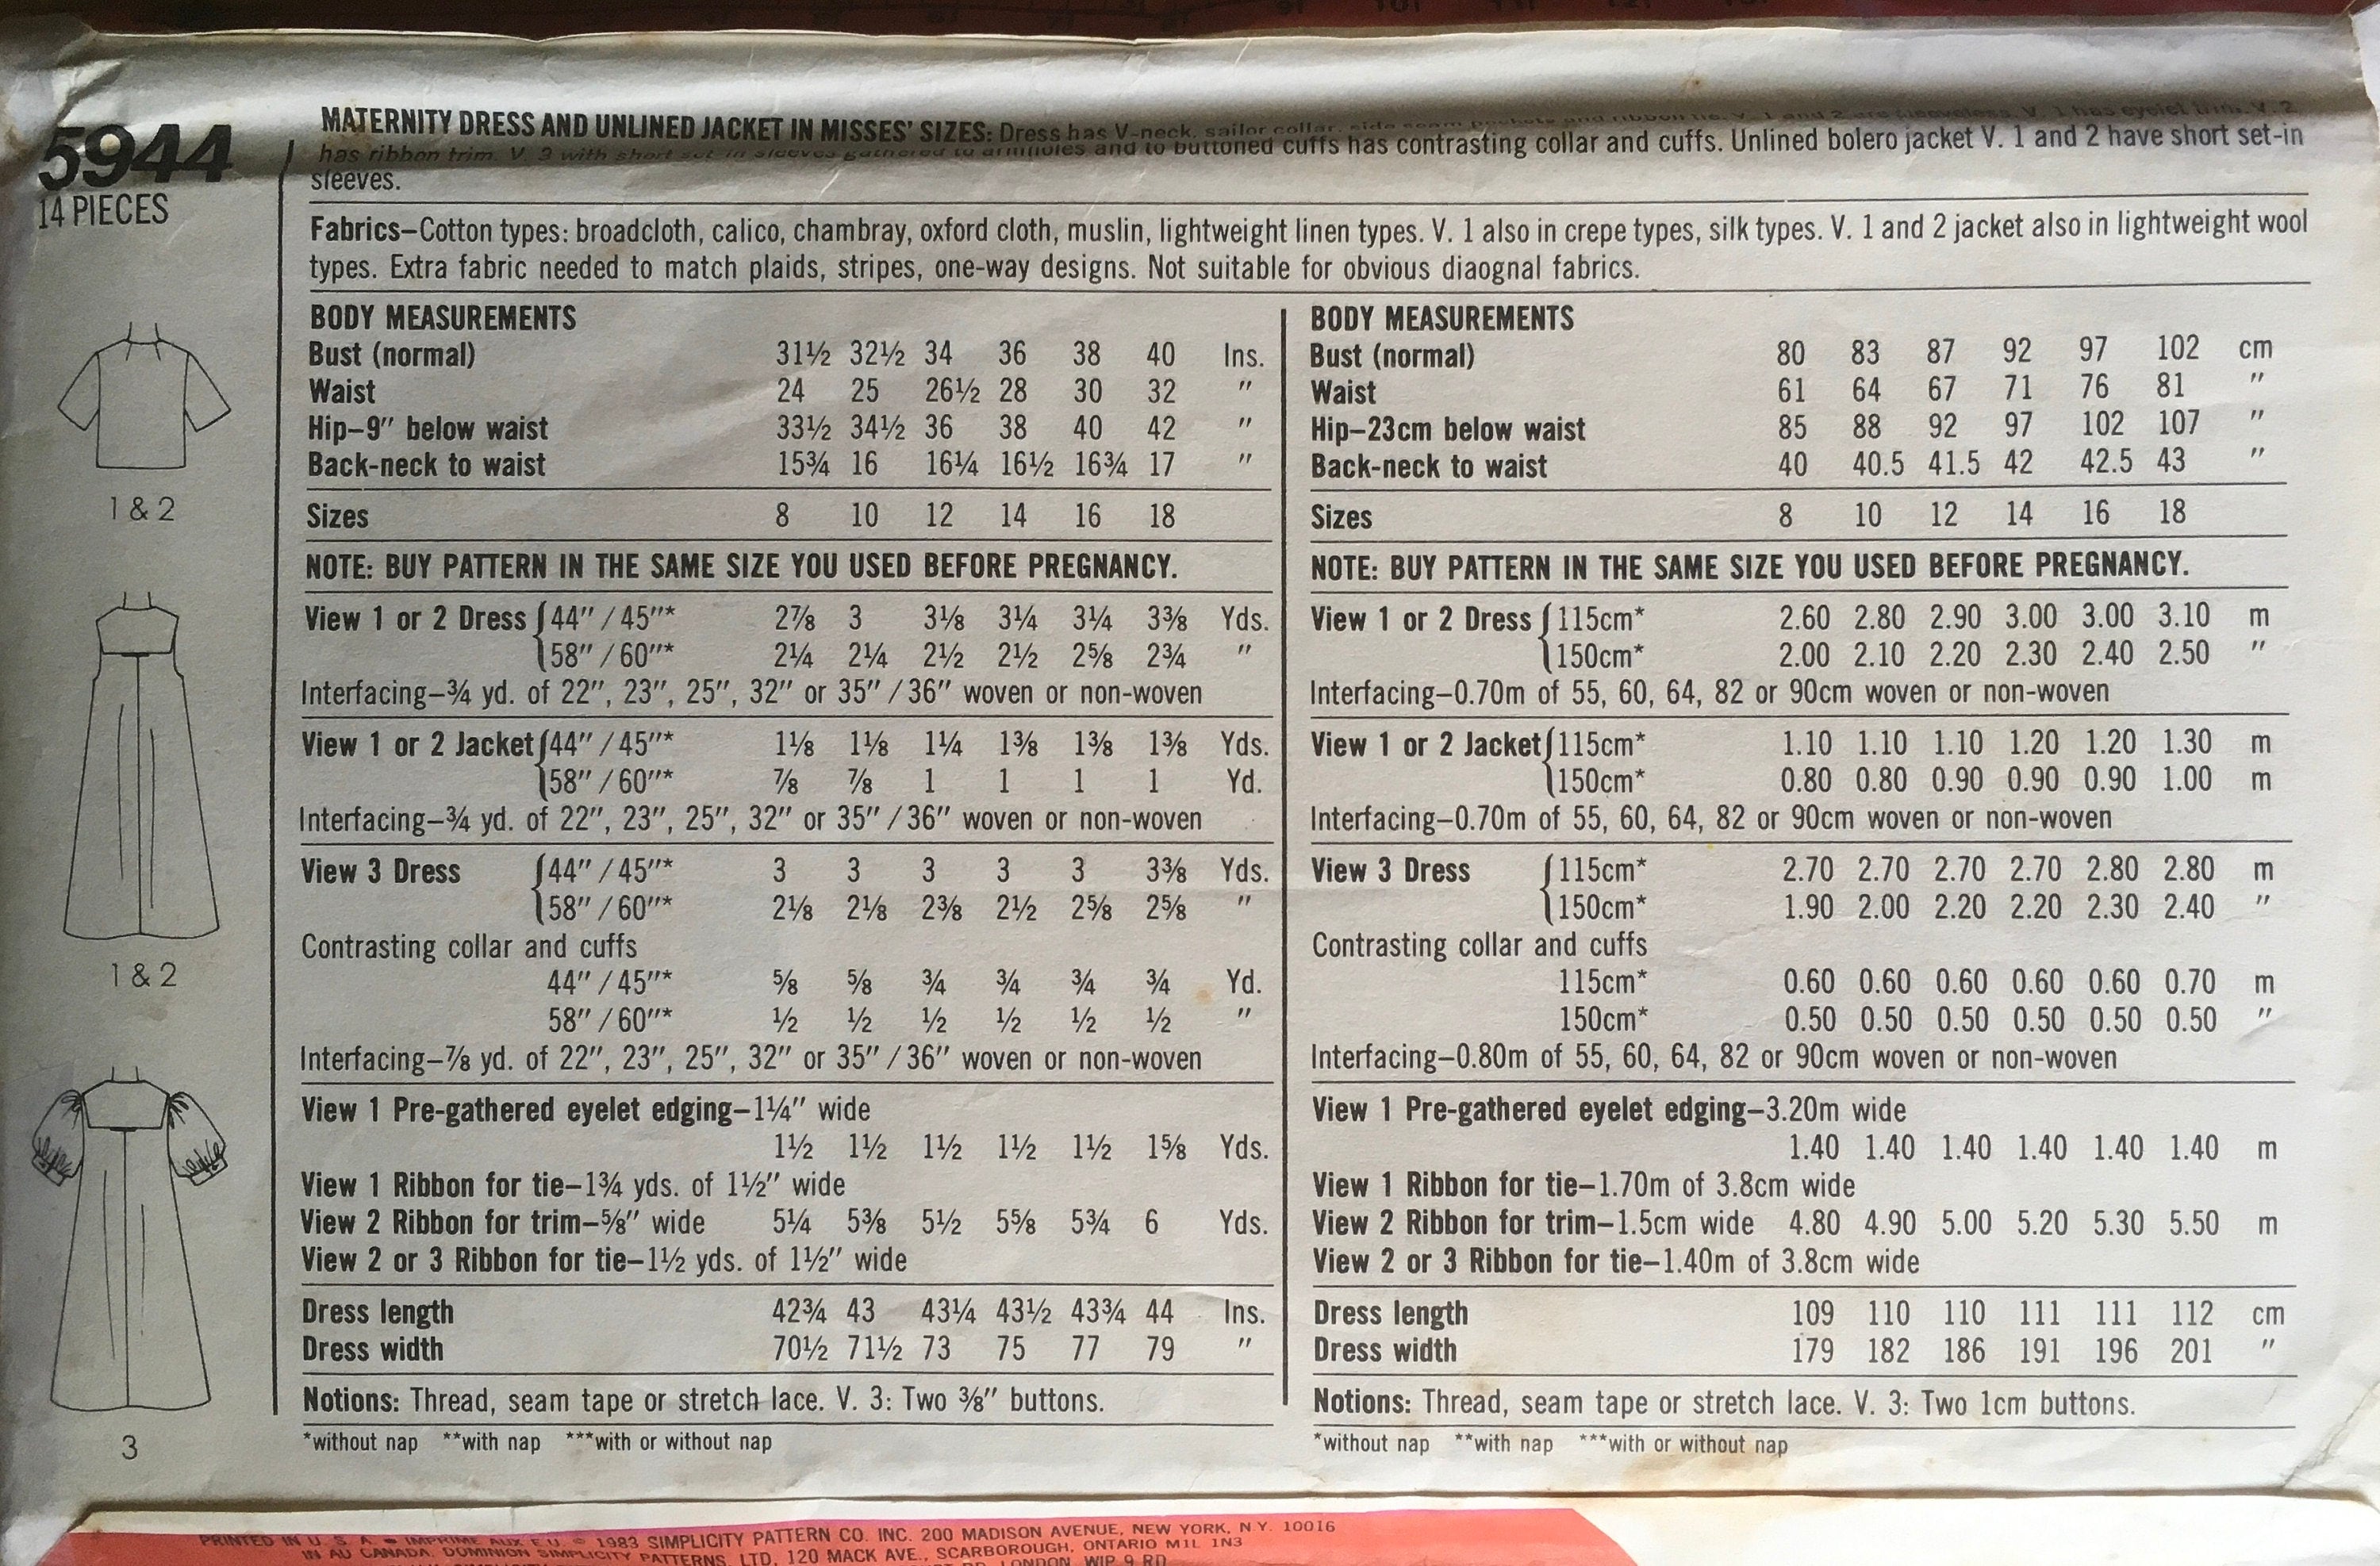 5944
14 PIECES
MATERNITY DRESS AND UNLINED JACKET IN MISSES' SIZES: Dress has V-neck, sailor collar, side seam pockets and ribbon tie. V. 1 and 2 are sleeveless. V. 1 has eyelet trim. V. 2
has ribbon trim. V. 3 with short set-in sleeves gathered to armholes and to buttoned cuffs has contrasting collar and cuffs. Unlined bolero jacket V. 1 and 2 have short set-in
sleeves.
Fabrics–Cotton types: broadcloth, calico, chambray, oxford cloth, muslin, lightweight linen types. V. 1 also in crepe types, silk types. V. 1 and 2 jacket also in lightweight wool
types. Extra fabric needed to match plaids, stripes, one-way designs. Not suitable for obvious diaognal fabrics.
1 & 2
1 & 2
3
BODY MEASUREMENTS
Bust (normal) 31½ 32½ 34 36 38 40 Ins.
Waist 24 25 26½ 28 30 32 "
Hip–9" below waist 33½ 34½ 36 38 40 42 "
Back-neck to waist 15¾ 16 16¼ 16½ 16¾ 17 "
Sizes 8 10 12 14 16 18
NOTE: BUY PATTERN IN THE SAME SIZE YOU USED BEFORE PREGNANCY.
View 1 or 2 Dress 44" / 45"* 2⅞ 3 3⅛ 3¼ 3¼ 3⅜ Yds.
58" / 60"* 2¼ 2¼ 2½ 2½ 2⅝ 2¾ "
Interfacing–¾ yd. of 22", 23", 25", 32" or 35" / 36" woven or non-woven
View 1 or 2 Jacket 44" / 45"* 1⅛ 1⅛ 1¼ 1⅜ 1⅜ 1⅜ Yds.
58" / 60"* ⅞ ⅞ 1 1 1 1 Yd.
Interfacing–¾ yd. of 22", 23", 25", 32" or 35" / 36" woven or non-woven
View 3 Dress 44" / 45"* 3 3 3 3 3 3⅜ Yds.
58" / 60"* 2⅛ 2⅛ 2⅜ 2½ 2⅝ 2⅝ "
Contrasting collar and cuffs
44" / 45"* ⅝ ⅝ ¾ ¾ ¾ ¾ Yd.
58" / 60"* ½ ½ ½ ½ ½ ½ "
Interfacing–⅞ yd. of 22", 23", 25", 32" or 35" / 36" woven or non-woven
View 1 Pre-gathered eyelet edging–1¼" wide
1½ 1½ 1½ 1½ 1½ 1⅝ Yds.
View 1 Ribbon for tie–1¾ yds. of 1½" wide
View 2 Ribbon for trim–⅝" wide 5¼ 5⅜ 5½ 5⅝ 5¾ 6 Yds.
View 2 or 3 Ribbon for tie–1½ yds. of 1½" wide
Dress length 42¾ 43 43¼ 43½ 43¾ 44 Ins.
Dress width 70½ 71½ 73 75 77 79 "
Notions: Thread, seam tape or stretch lace. V. 3: Two ⅜" buttons.
*without nap **with nap ***with or without nap
BODY MEASUREMENTS
Bust (normal) 80 83 87 92 97 102 cm
Waist 61 64 67 71 76 81 "
Hip–23cm below waist 85 88 92 97 102 107 "
Back-neck to waist 40 40.5 41.5 42 42.5 43 "
Sizes 8 10 12 14 16 18
NOTE: BUY PATTERN IN THE SAME SIZE YOU USED BEFORE PREGNANCY.
View 1 or 2 Dress 115cm* 2.60 2.80 2.90 3.00 3.00 3.10 m
150cm* 2.00 2.10 2.20 2.30 2.40 2.50 "
Interfacing–0.70m of 55, 60, 64, 82 or 90cm woven or non-woven
View 1 or 2 Jacket 115cm* 1.10 1.10 1.10 1.20 1.20 1.30 m
150cm* 0.80 0.80 0.90 0.90 0.90 1.00 m
Interfacing–0.70m of 55, 60, 64, 82 or 90cm woven or non-woven
View 3 Dress 115cm* 2.70 2.70 2.70 2.70 2.80 2.80 m
150cm* 1.90 2.00 2.20 2.20 2.30 2.40 "
Contrasting collar and cuffs
115cm* 0.60 0.60 0.60 0.60 0.60 0.70 m
150cm* 0.50 0.50 0.50 0.50 0.50 0.50 "
Interfacing–0.80m of 55, 60, 64, 82 or 90cm woven or non-woven
View 1 Pre-gathered eyelet edging–3.20m wide
1.40 1.40 1.40 1.40 1.40 1.40 m
View 1 Ribbon for tie–1.70m of 3.8cm wide
View 2 Ribbon for trim–1.5cm wide 4.80 4.90 5.00 5.20 5.30 5.50 m
View 2 or 3 Ribbon for tie–1.40m of 3.8cm wide
Dress length 109 110 110 111 111 112 cm
Dress width 179 182 186 191 196 201 "
Notions: Thread, seam tape or stretch lace. V. 3: Two 1cm buttons.
*without nap **with nap ***with or without nap
PRINTED IN U. S. A. – IMPRIME AUX E.U. © 1983 SIMPLICITY PATTERN CO. INC. 200 MADISON AVENUE, NEW YORK, N.Y. 10016
IN AU CANADA. DOMINION SIMPLICITY PATTERNS, LTD, 120 MACK AVE., SCARBOROUGH, ONTARIO M1L 1N3
LONDON W1P 9 RD